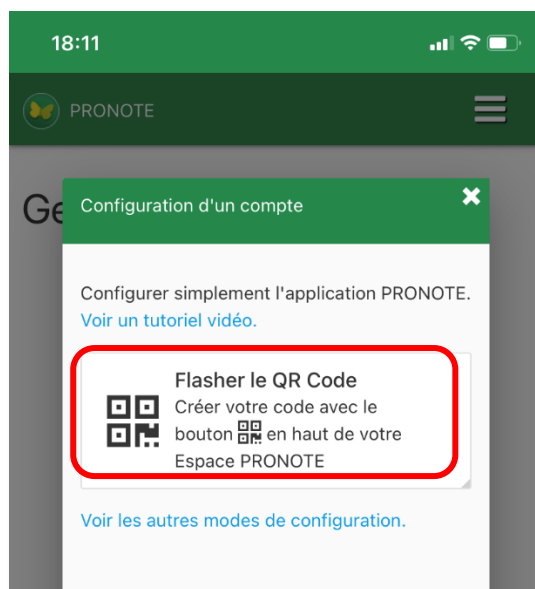 18:11
PRONOTE
Ge
Configuration d'un compte
Configurer simplement l'application PRONOTE.
Voir un tutoriel vidéo.
Flasher le QR Code
Créer votre code avec le
bouton en haut de votre
Espace PRONOTE
Voir les autres modes de configuration.